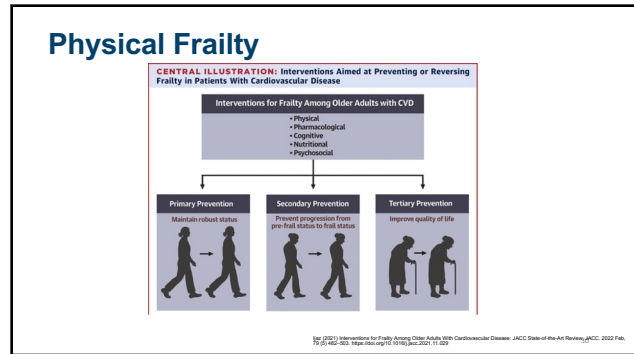 Physical Frailty
CENTRAL ILLUSTRATION: Interventions Aimed at Preventing or Reversing
Frailty in Patients With Cardiovascular Disease
Interventions for Frailty Among Older Adults with CVD
• Physical
• Pharmacological
• Cognitive
• Nutritional
• Psychosocial
Primary Prevention
Maintain robust status
Secondary Prevention
Prevent progression from
pre-frail status to frail status
Tertiary Prevention
Improve quality of life
Ijaz (2021) Interventions for Frailty Among Older Adults With Cardiovascular Disease: JACC State-of-the-Art Review. JACC. 2022 Feb,
79 (5) 482–503. https://doi.org/10.1016/j.jacc.2021.11.029